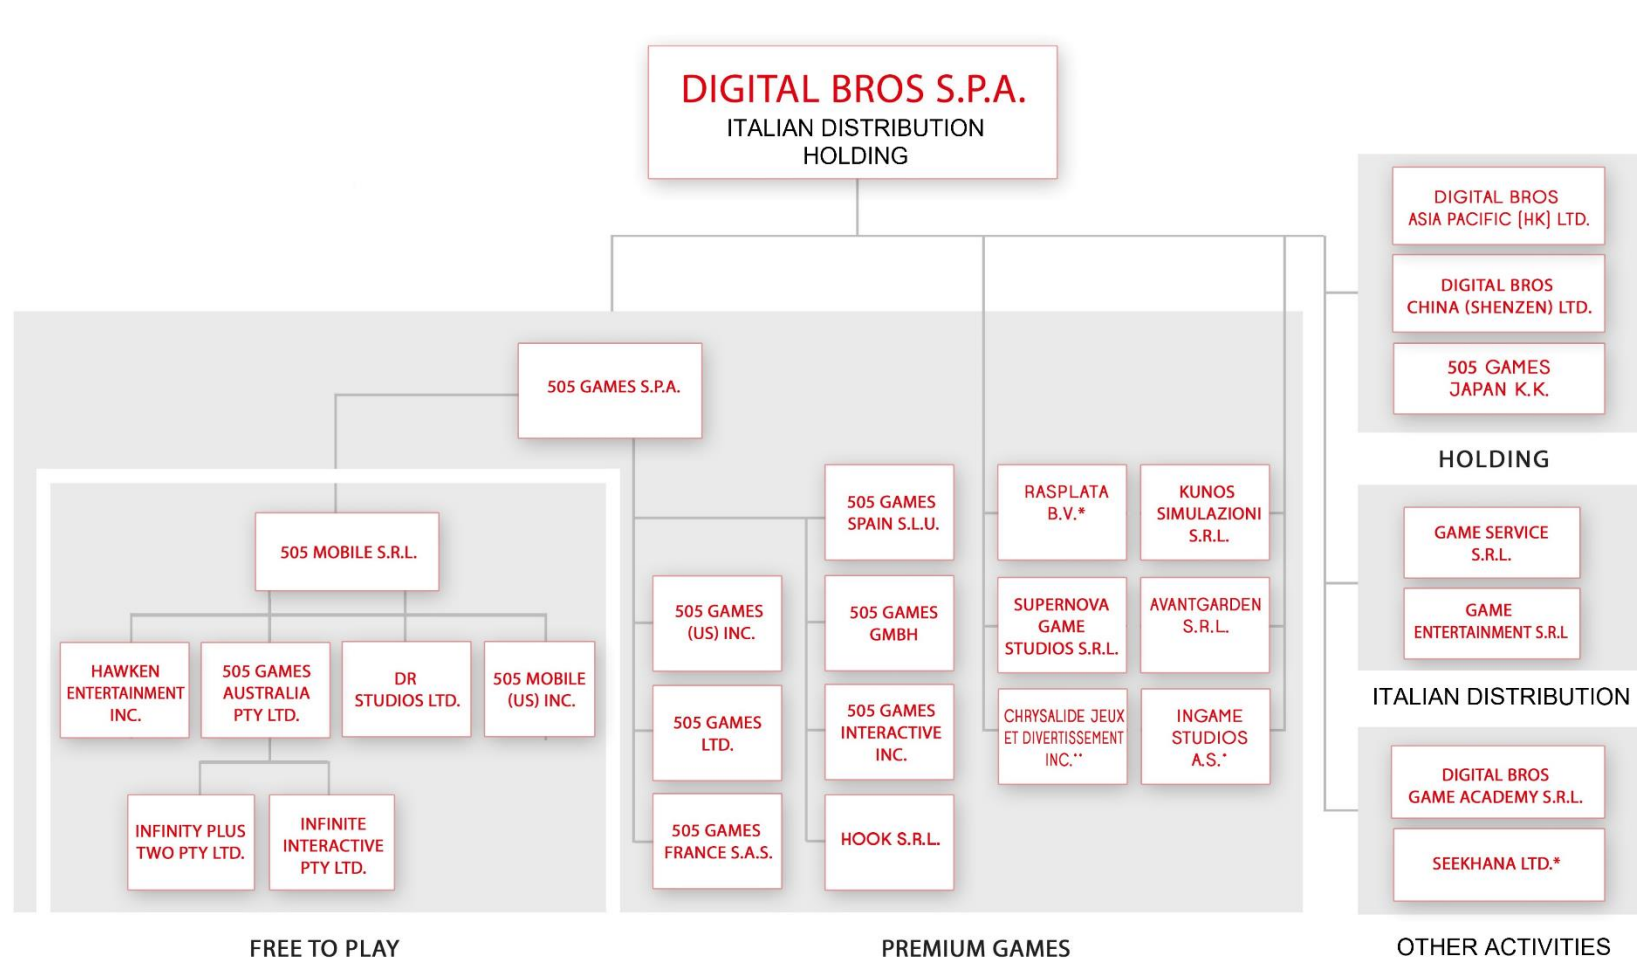 DIGITAL BROS S.P.A.
ITALIAN DISTRIBUTION
HOLDING
DIGITAL BROS
ASIA PACIFIC (HK) LTD.
DIGITAL BROS
CHINA (SHENZEN) LTD.
505 GAMES
JAPAN K.K.
HOLDING
505 GAMES S.P.A.
505 MOBILE S.R.L.
HAWKEN
ENTERTAINMENT
INC.
505 GAMES
AUSTRALIA
PTY LTD.
DR
STUDIOS LTD.
505 MOBILE
(US) INC.
INFINITY PLUS
TWO PTY LTD.
INFINITE
INTERACTIVE
PTY LTD.
FREE TO PLAY
505 GAMES
(US) INC.
505 GAMES
LTD.
505 GAMES
FRANCE S.A.S.
505 GAMES
SPAIN S.L.U.
505 GAMES
GMBH
505 GAMES
INTERACTIVE
INC.
HOOK S.R.L.
RASPLATA
B.V.*
KUNOS
SIMULAZIONI
S.R.L.
SUPERNOVA
GAME
STUDIOS S.R.L.
AVANTGARDEN
S.R.L.
CHRYSALIDE JEUX
ET DIVERTISSEMENT
INC.**
INGAME
STUDIOS
A.S.*
PREMIUM GAMES
GAME SERVICE
S.R.L.
GAME
ENTERTAINMENT S.R.L
ITALIAN DISTRIBUTION
DIGITAL BROS
GAME ACADEMY S.R.L.
SEEKHANA LTD.*
OTHER ACTIVITIES